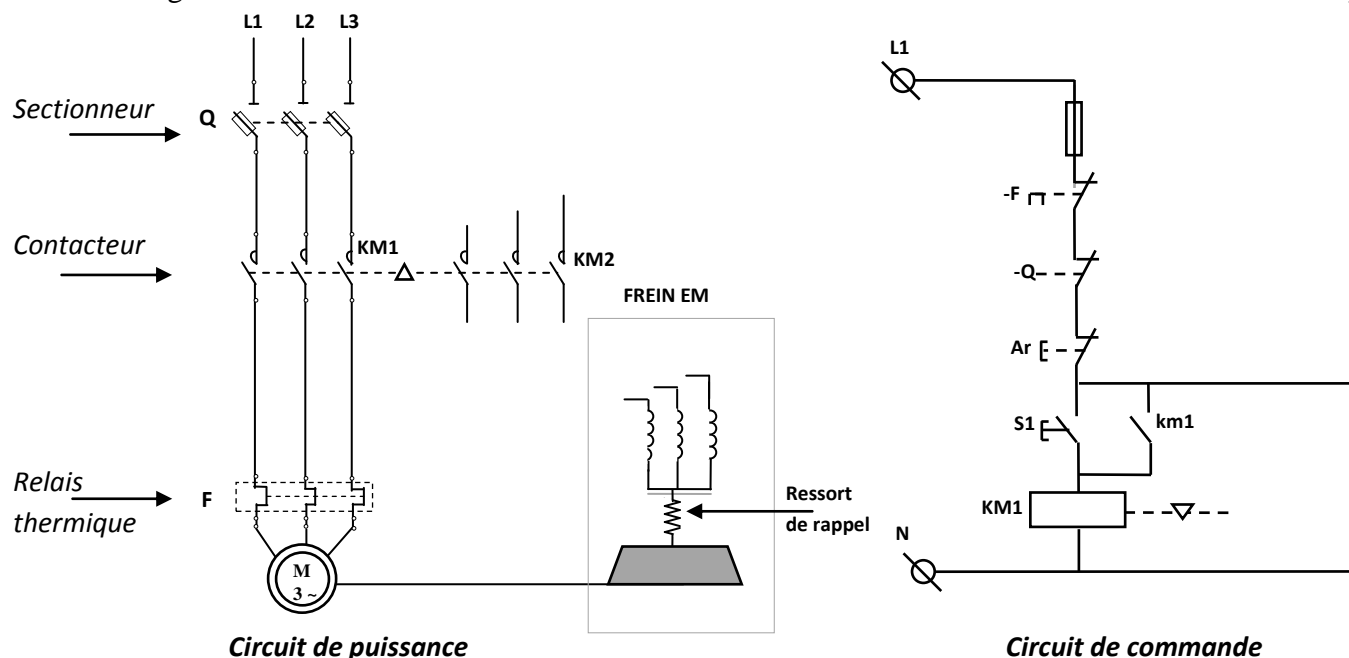 L1 L2 L3
Sectionneur
Q
Contacteur
KM1
KM2
FREIN EM
Relais
thermique
F
M
3 ~
Ressort
de rappel
Circuit de puissance
L1
-F
-Q
Ar
S1
km1
KM1
N
Circuit de commande